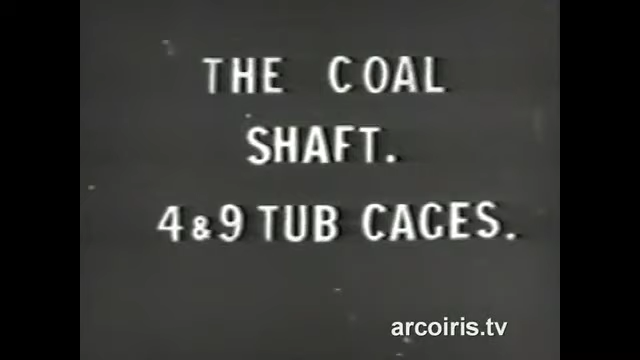 THE COAL
SHAFT.
4 & 9 TUB CAGES.
arcoiris.tv